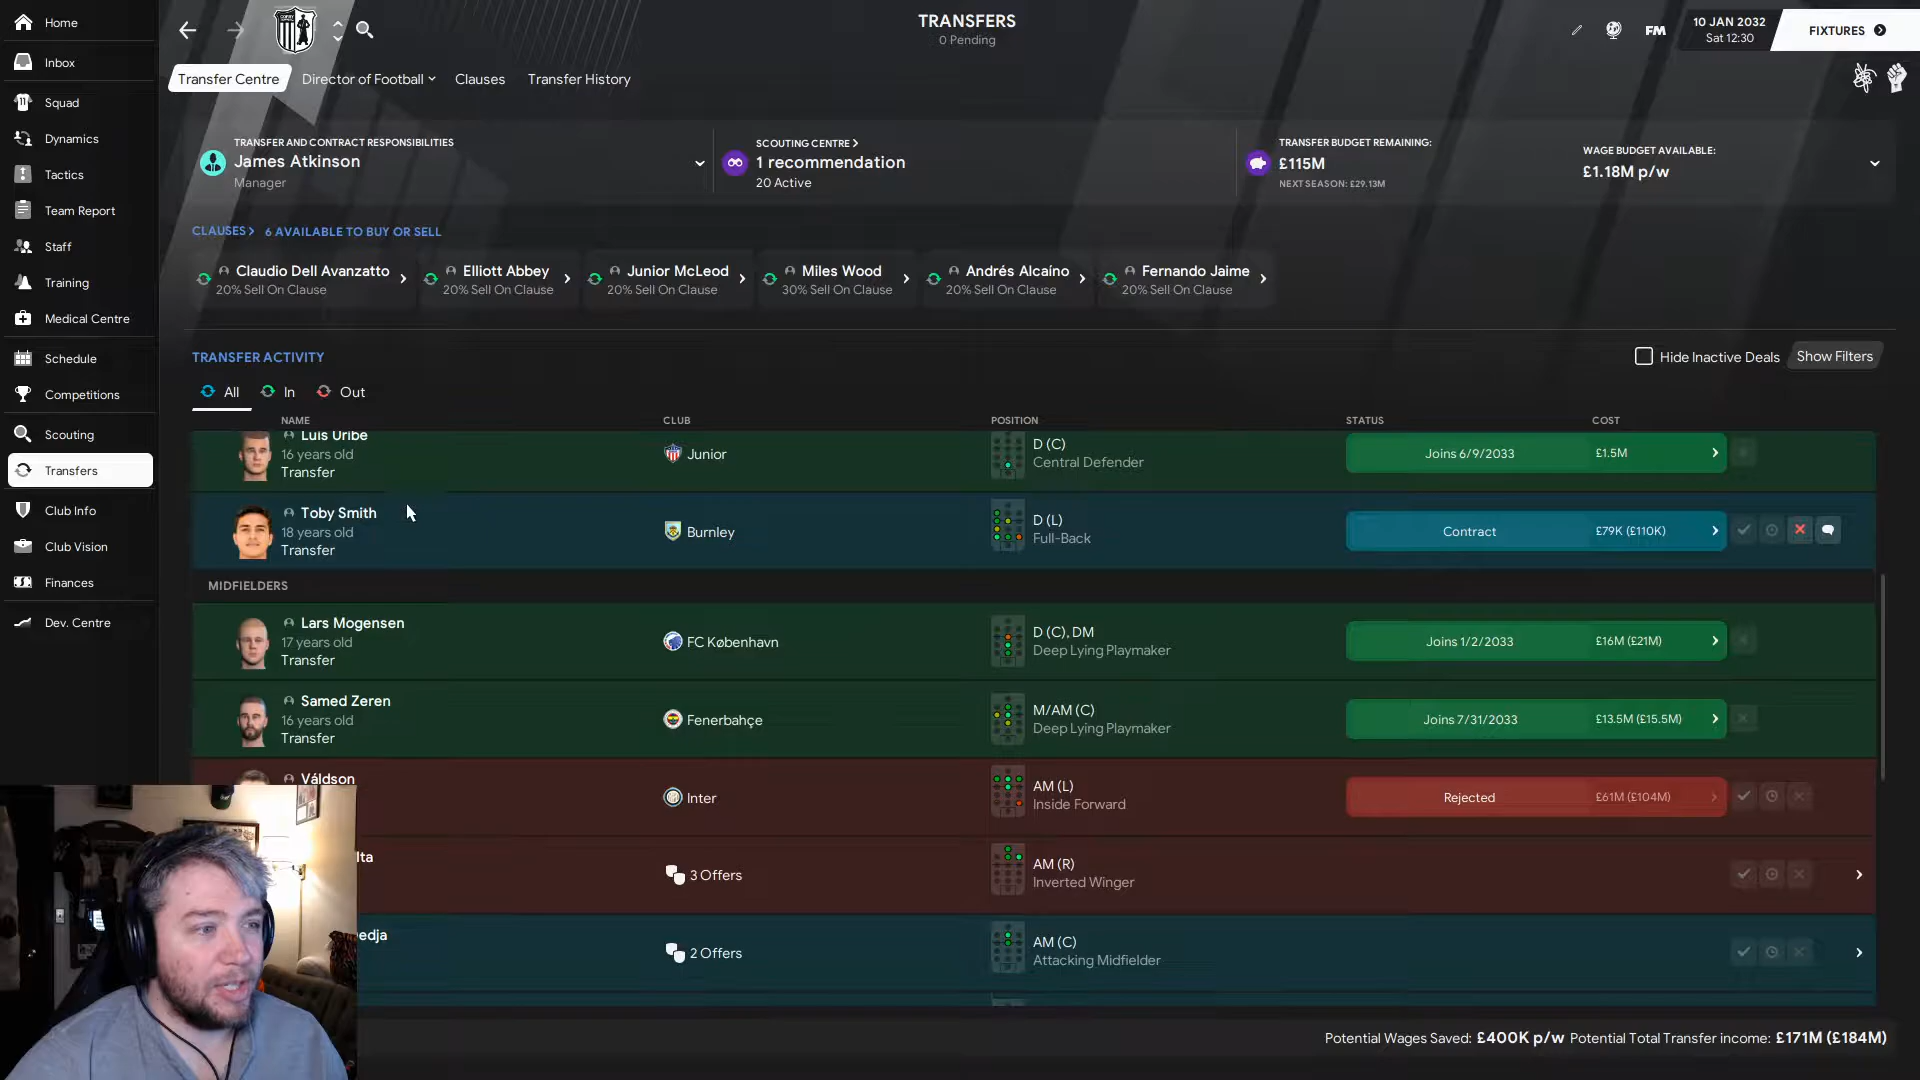 Home
Inbox
Squad
Dynamics
Tactics
Team Report
Staff
Training
Medical Centre
Schedule
Competitions
Scouting
Transfers
Club Info
Club Vision
Finances
Dev. Centre
TRANSFERS
0 Pending
FM
10 JAN 2032
Sat 12:30
FIXTURES
Transfer Centre
Director of Football
Clauses
Transfer History
TRANSFER AND CONTRACT RESPONSIBILITIES
James Atkinson
Manager
SCOUTING CENTRE >
1 recommendation
20 Active
TRANSFER BUDGET REMAINING:
£115M
NEXT SEASON: £29.13M
WAGE BUDGET AVAILABLE:
£1.18M p/w
CLAUSES > 6 AVAILABLE TO BUY OR SELL
Claudio Dell Avanzatto
20% Sell On Clause
Elliott Abbey
20% Sell On Clause
Junior McLeod
20% Sell On Clause
Miles Wood
30% Sell On Clause
Andrés Alcaíno
20% Sell On Clause
Fernando Jaime
20% Sell On Clause
TRANSFER ACTIVITY
Hide Inactive Deals
Show Filters
All In Out
NAME CLUB POSITION STATUS COST
Luis Uribe
16 years old
Transfer
Junior
D (C)
Central Defender
Joins 6/9/2033 £1.5M
Toby Smith
18 years old
Transfer
Burnley
D (L)
Full-Back
Contract £79K (£110K)
MIDFIELDERS
Lars Mogensen
17 years old
Transfer
FC København
D (C), DM
Deep Lying Playmaker
Joins 1/2/2033 £16M (£21M)
Samed Zeren
16 years old
Transfer
Fenerbahçe
M/AM (C)
Deep Lying Playmaker
Joins 7/31/2033 £13.5M (£15.5M)
Váldson
Inter
AM (L)
Inside Forward
Rejected £61M (£104M)
lta
3 Offers
AM (R)
Inverted Winger
edja
2 Offers
AM (C)
Attacking Midfielder
Potential Wages Saved: £400K p/w Potential Total Transfer income: £171M (£184M)